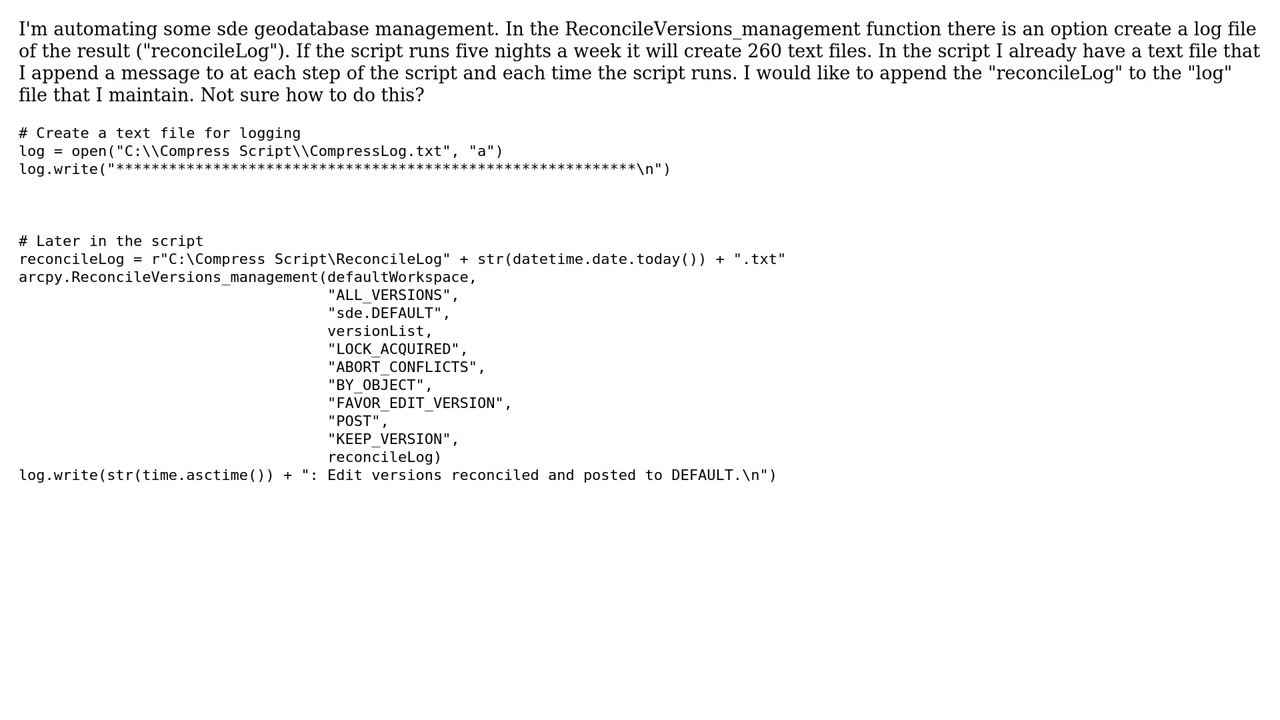 I'm automating some sde geodatabase management. In the ReconcileVersions_management function there is an option create a log file
of the result ("reconcileLog"). If the script runs five nights a week it will create 260 text files. In the script I already have a text file that
I append a message to at each step of the script and each time the script runs. I would like to append the "reconcileLog" to the "log"
file that I maintain. Not sure how to do this?
# Create a text file for logging
log = open("C:\\Compress Script\\CompressLog.txt", "a")
log.write("***********************************************************\n")
# Later in the script
reconcileLog = r"C:\Compress Script\ReconcileLog" + str(datetime.date.today()) + ".txt"
arcpy.ReconcileVersions_management(defaultWorkspace,
"ALL_VERSIONS",
"sde.DEFAULT",
versionList,
"LOCK_ACQUIRED",
"ABORT_CONFLICTS",
"BY_OBJECT",
"FAVOR_EDIT_VERSION",
"POST",
"KEEP_VERSION",
reconcileLog)
log.write(str(time.asctime()) + ": Edit versions reconciled and posted to DEFAULT.\n")